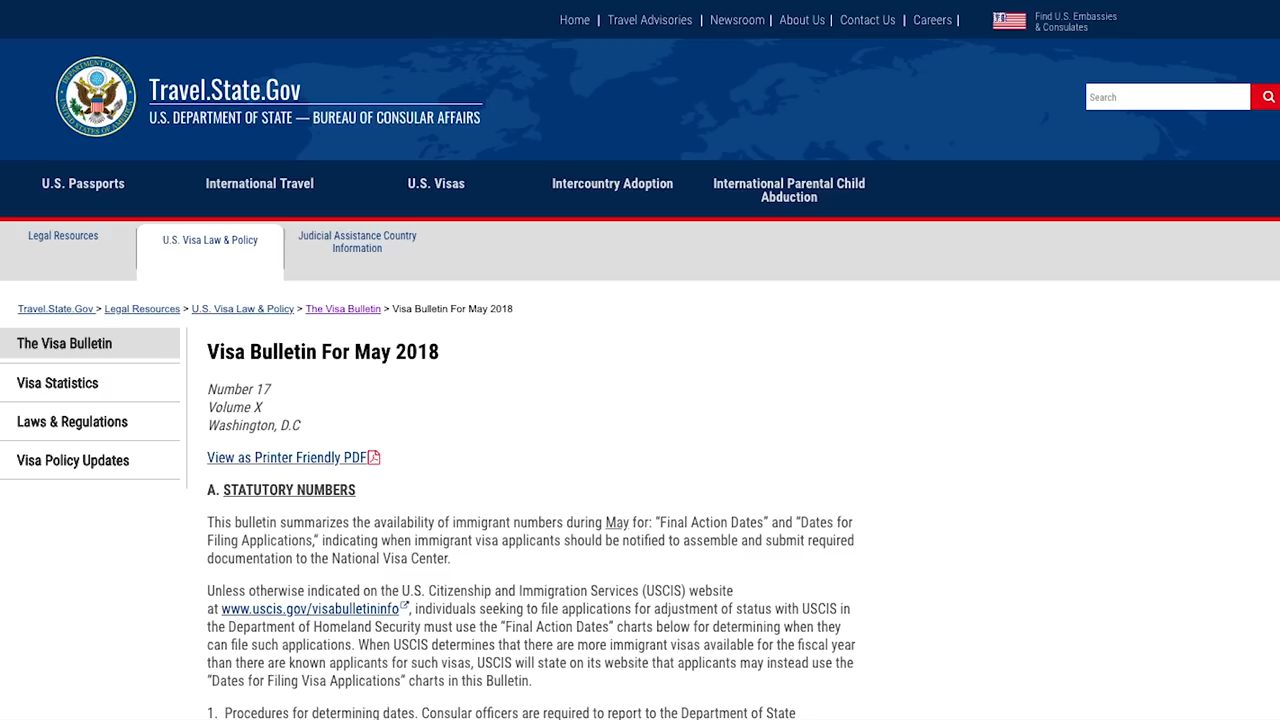 Home | Travel Advisories | Newsroom | About Us | Contact Us | Careers |
Find U.S. Embassies
& Consulates
Travel.State.Gov
U.S. DEPARTMENT OF STATE — BUREAU OF CONSULAR AFFAIRS
Search
U.S. Passports
International Travel
U.S. Visas
Intercountry Adoption
International Parental Child
Abduction
Legal Resources
U.S. Visa Law & Policy
Judicial Assistance Country
Information
Travel.State.Gov > Legal Resources > U.S. Visa Law & Policy > The Visa Bulletin > Visa Bulletin For May 2018
The Visa Bulletin
Visa Statistics
Laws & Regulations
Visa Policy Updates
Visa Bulletin For May 2018
Number 17
Volume X
Washington, D.C
View as Printer Friendly PDF
A. STATUTORY NUMBERS
This bulletin summarizes the availability of immigrant numbers during May for: "Final Action Dates" and "Dates for
Filing Applications," indicating when immigrant visa applicants should be notified to assemble and submit required
documentation to the National Visa Center.
Unless otherwise indicated on the U.S. Citizenship and Immigration Services (USCIS) website
at www.uscis.gov/visabulletininfo, individuals seeking to file applications for adjustment of status with USCIS in
the Department of Homeland Security must use the "Final Action Dates" charts below for determining when they
can file such applications. When USCIS determines that there are more immigrant visas available for the fiscal year
than there are known applicants for such visas, USCIS will state on its website that applicants may instead use the
"Dates for Filing Visa Applications" charts in this Bulletin.
1. Procedures for determining dates. Consular officers are required to report to the Department of State